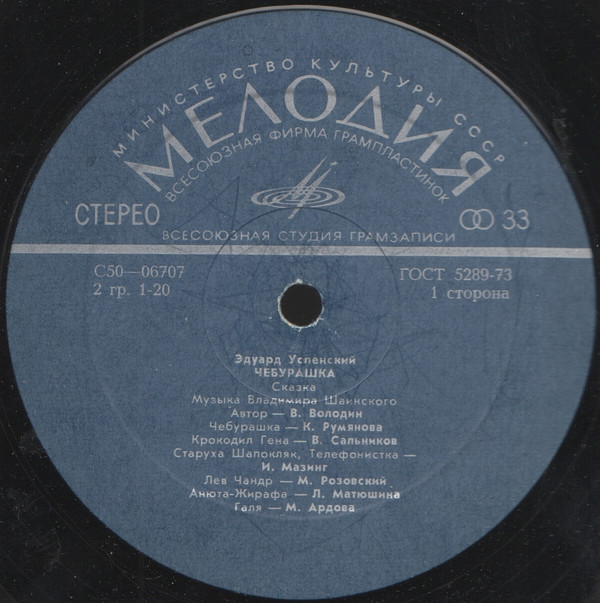 МИНИСТЕРСТВО КУЛЬТУРЫ СССР
МЕЛОДИЯ
ВСЕСОЮЗНАЯ ФИРМА ГРАМПЛАСТИНОК
СТЕРЕО
33
ВСЕСОЮЗНАЯ СТУДИЯ ГРАМЗАПИСИ
С50—06707
ГОСТ 5289-73
2 гр. 1-20
1 сторона
Эдуард Успенский
ЧЕБУРАШКА
Сказка
Музыка Владимира Шаинского
Автор — В. Володин
Чебурашка — К. Румянова
Крокодил Гена — В. Сальников
Старуха Шапокляк, Телефонистка —
И. Мазинг
Лев Чандр — М. Розовский
Анюта-Жирафа — Л. Матюшина
Галя — М. Ардова